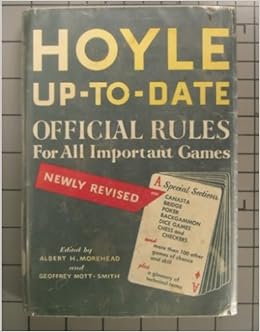 HOYLE
UP-TO-DATE
OFFICIAL RULES
For All Important Games
NEWLY REVISED
A Special Sections
on
CANASTA
BRIDGE
POKER
BACKGAMMON
DICE GAMES
CHESS and
CHECKERS
and
more than 100 other
games of chance
and skill
plus
a glossary of
technical terms
A
Edited by
ALBERT H. MOREHEAD
and
GEOFFREY MOTT-SMITH